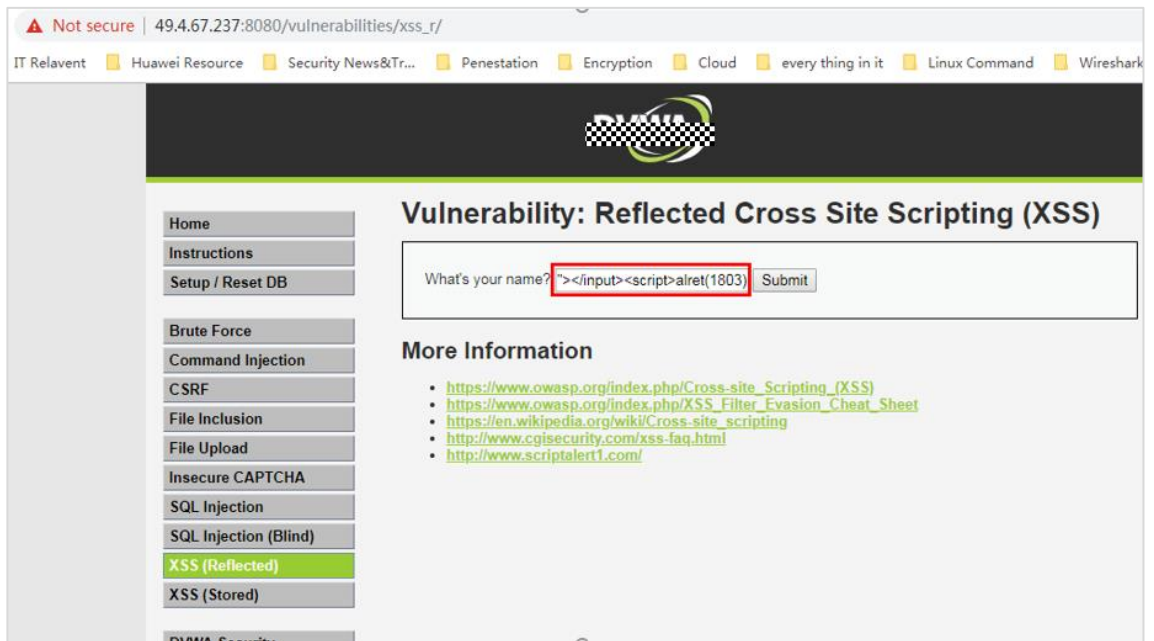 Not secure | 49.4.67.237:8080/vulnerabilities/xss_r/
IT Relavent Huawei Resource Security News&Tr... Penestation Encryption Cloud every thing in it Linux Command Wireshark
Vulnerability: Reflected Cross Site Scripting (XSS)
Home
Instructions
Setup / Reset DB
Brute Force
Command Injection
CSRF
File Inclusion
File Upload
Insecure CAPTCHA
SQL Injection
SQL Injection (Blind)
XSS (Reflected)
XSS (Stored)
DVWA Security
What's your name? "></input><script>alret(1803) Submit
More Information
https://www.owasp.org/index.php/Cross-site_Scripting_(XSS)
https://www.owasp.org/index.php/XSS_Filter_Evasion_Cheat_Sheet
https://en.wikipedia.org/wiki/Cross-site_scripting
http://www.cgisecurity.com/xss-faq.html
http://www.scriptalert1.com/